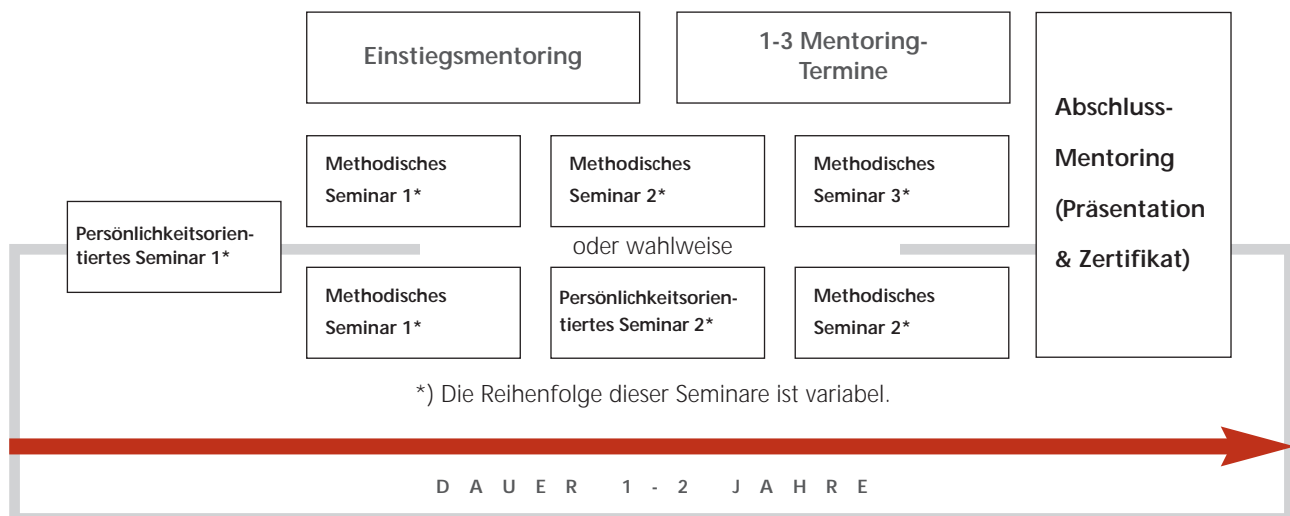 Einstiegsmentoring
1-3 Mentoring-
Termine
Abschluss-
Mentoring
(Präsentation
& Zertifikat)
Methodisches
Seminar 1*
Methodisches
Seminar 2*
Methodisches
Seminar 3*
Persönlichkeitsorien-
tiertes Seminar 1*
oder wahlweise
Methodisches
Seminar 1*
Persönlichkeitsorien-
tiertes Seminar 2*
Methodisches
Seminar 2*
*) Die Reihenfolge dieser Seminare ist variabel.
DAUER 1-2 JAHRE